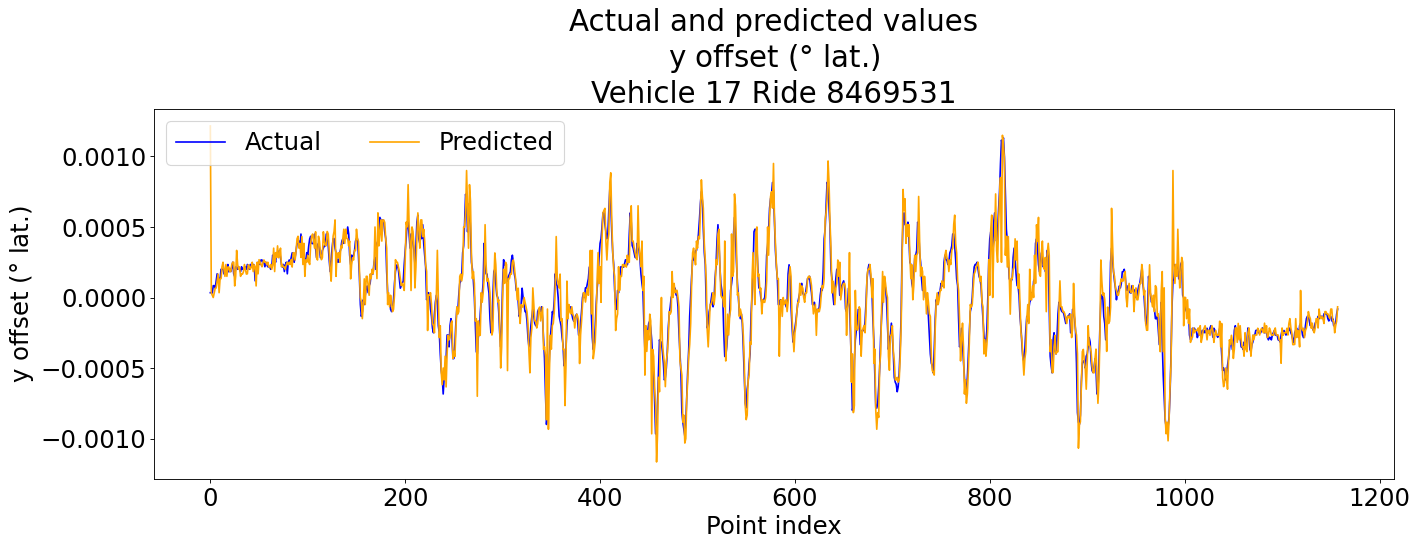 Actual and predicted values
y offset (° lat.)
Vehicle 17 Ride 8469531
Actual
Predicted
y offset (° lat.)
0.0010
0.0005
0.0000
−0.0005
−0.0010
0
200
400
600
800
1000
1200
Point index